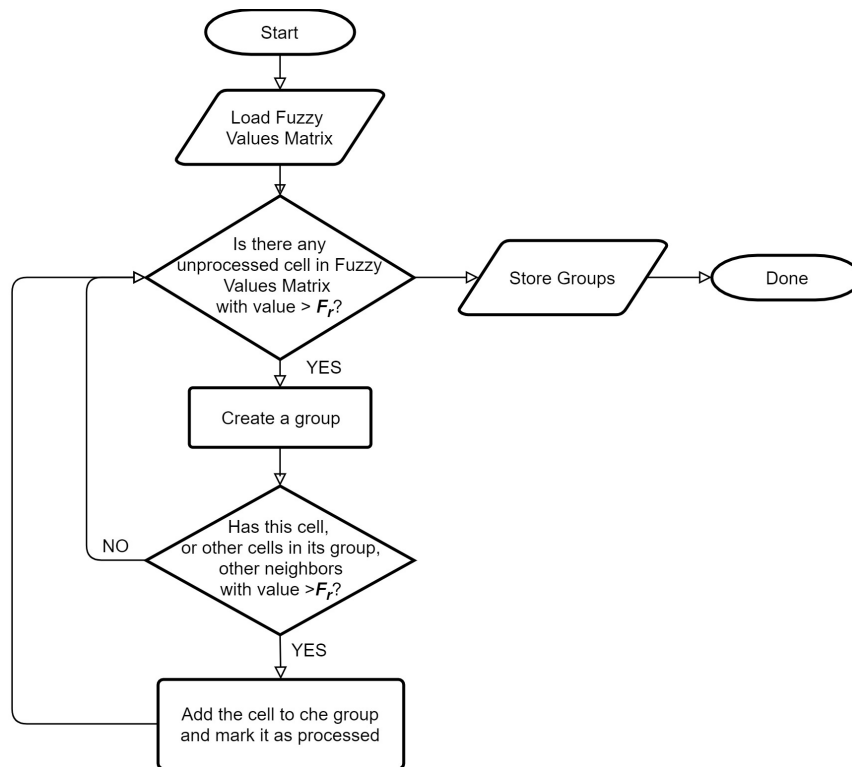 Start
Load Fuzzy
Values Matrix
Is there any
unprocessed cell in Fuzzy
Values Matrix
with value > Fr?
Store Groups
Done
YES
Create a group
Has this cell,
or other cells in its group,
other neighbors
with value >Fr?
NO
YES
Add the cell to che group
and mark it as processed